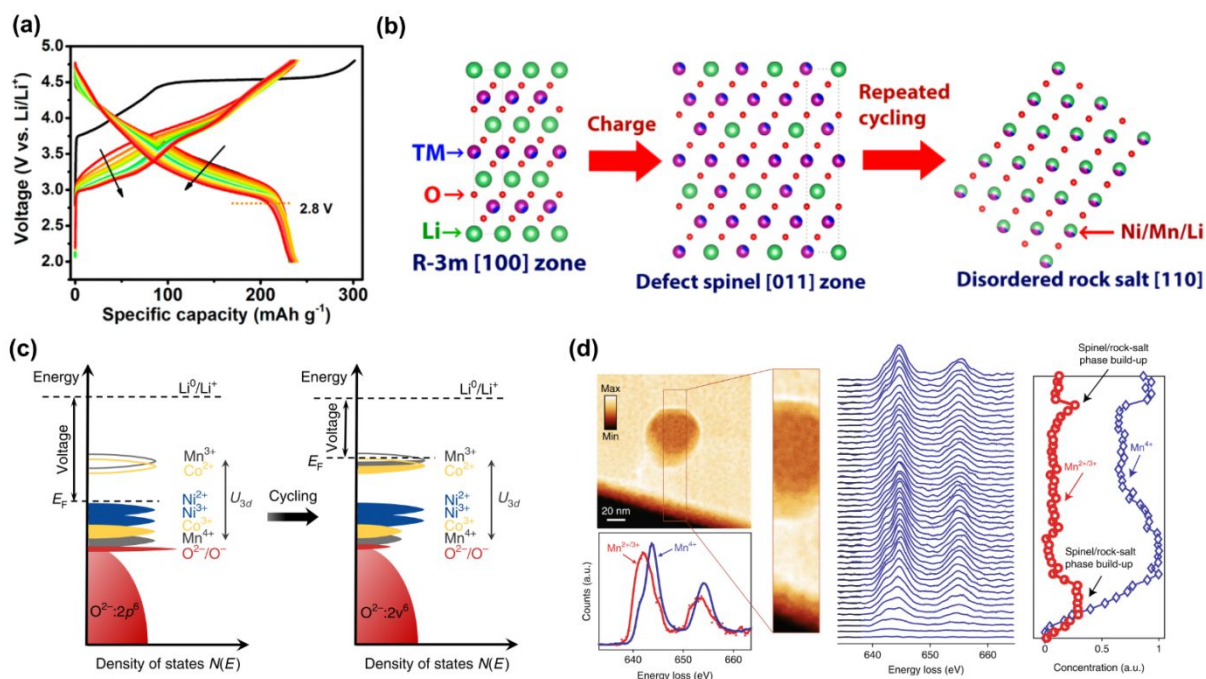 (a)
5.0
4.5
4.0
3.5
3.0
2.5
2.0
Voltage (V vs. Li/Li⁺)
2.8 V
0 50 100 150 200 250 300
Specific capacity (mAh g⁻¹)
(b)
TM→
O→
Li→
R-3m [100] zone
Charge
Defect spinel [011] zone
Repeated
cycling
Ni/Mn/Li
Disordered rock salt [110]
(c)
Energy
Li⁰/Li⁺
Voltage
E_F
Mn³⁺
Co²⁺
Ni²⁺
Ni³⁺
Co³⁺
Mn⁴⁺
O²⁻/O⁻
U₃d
O²⁻:2p⁶
Density of states N(E)
Cycling
Energy
Li⁰/Li⁺
Voltage
E_F
Mn³⁺
Co²⁺
Ni²⁺
Ni³⁺
Co³⁺
Mn⁴⁺
O²⁻/O⁻
U₃d
O²⁻:2v⁶
Density of states N(E)
(d)
Max
Min
20 nm
Mn²⁺/³⁺
Mn⁴⁺
Counts (a.u.)
640 650 660
Energy loss (eV)
640 650 660
Energy loss (eV)
Spinel/rock-salt
phase build-up
Mn⁴⁺
Mn²⁺/³⁺
Spinel/rock-salt
phase build-up
0 0.5 1
Concentration (a.u.)